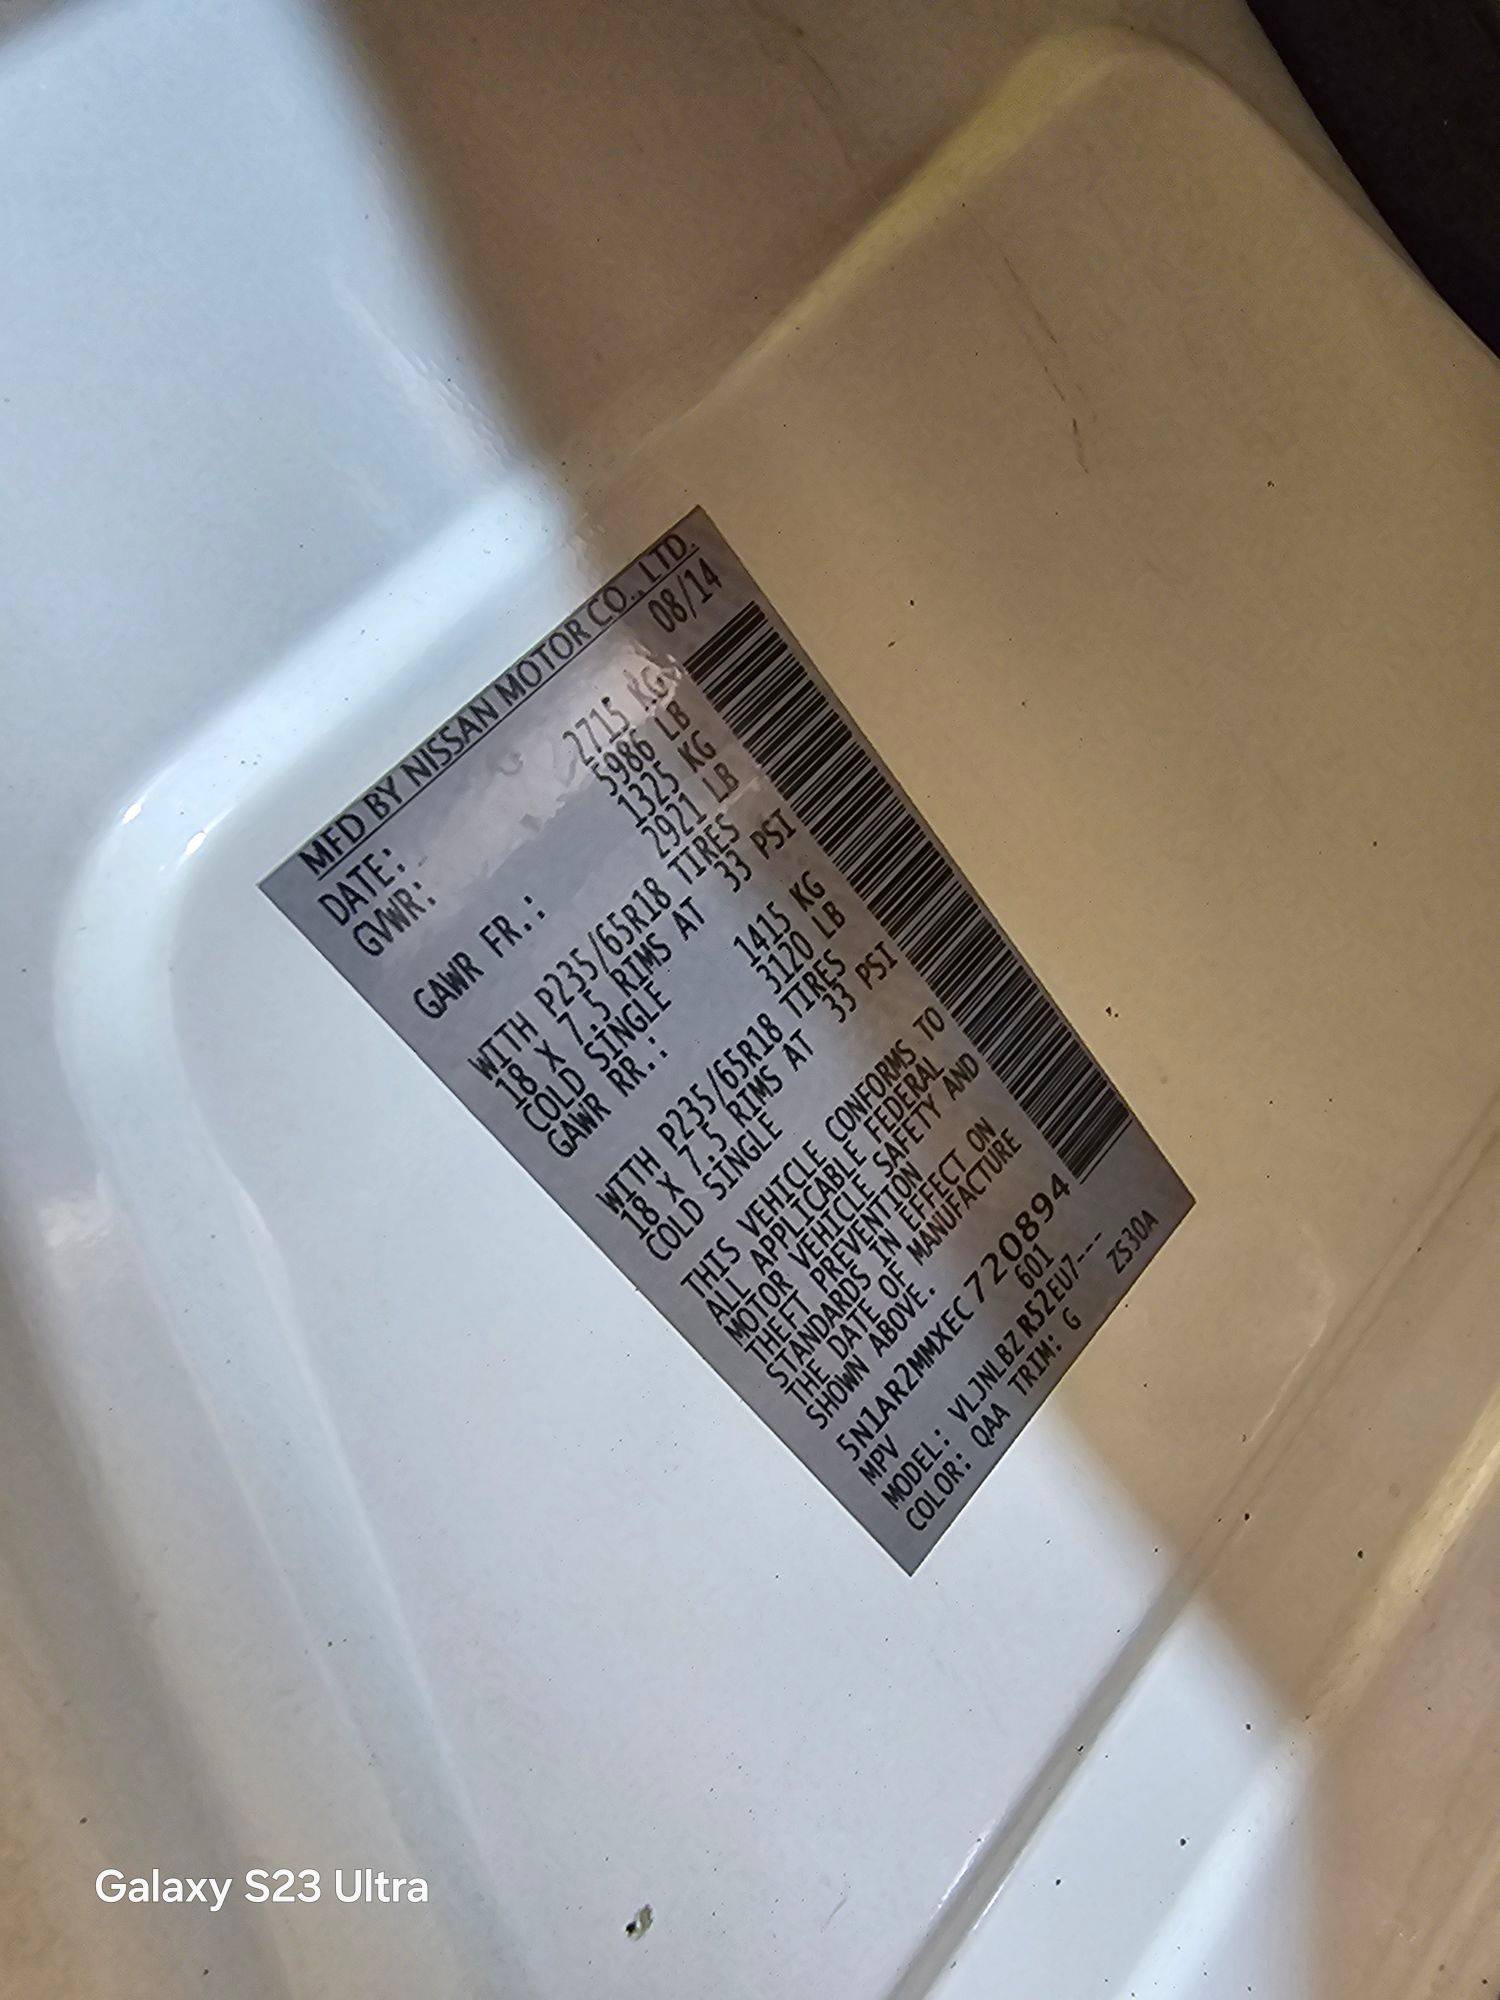 MFD BY NISSAN MOTOR CO., LTD.
DATE: 08/14
GVWR: 2715 KG
5986 LB
GAWR FR.: 1325 KG
2921 LB
WITH P235/65R18 TIRES
18 X 7.5 RIMS AT 33 PSI
COLD SINGLE
GAWR RR.: 1415 KG
3120 LB
WITH P235/65R18 TIRES
18 X 7.5 RIMS AT 33 PSI
COLD SINGLE
THIS VEHICLE CONFORMS TO
ALL APPLICABLE FEDERAL
MOTOR VEHICLE SAFETY AND
THEFT PREVENTION
STANDARDS IN EFFECT ON
THE DATE OF MANUFACTURE
SHOWN ABOVE.
5N1AR2MMXEC 720894
MPV 601
MODEL: VLJNLBZ R52EU7---
COLOR: QAA TRIM: G ZS30A
Galaxy S23 Ultra